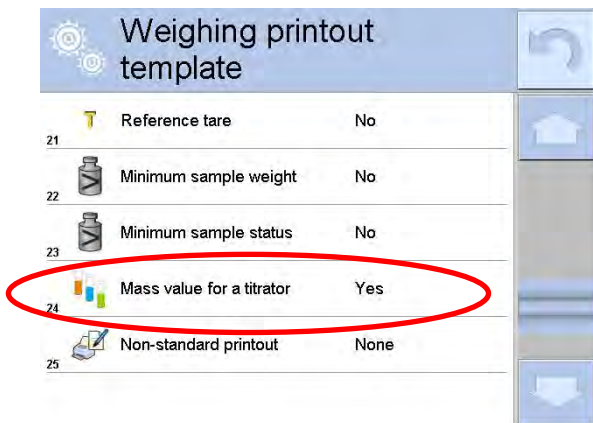 Weighing printout
template
Reference tare No
21
Minimum sample weight No
22
Minimum sample status No
23
Mass value for a titrator Yes
24
Non-standard printout None
25